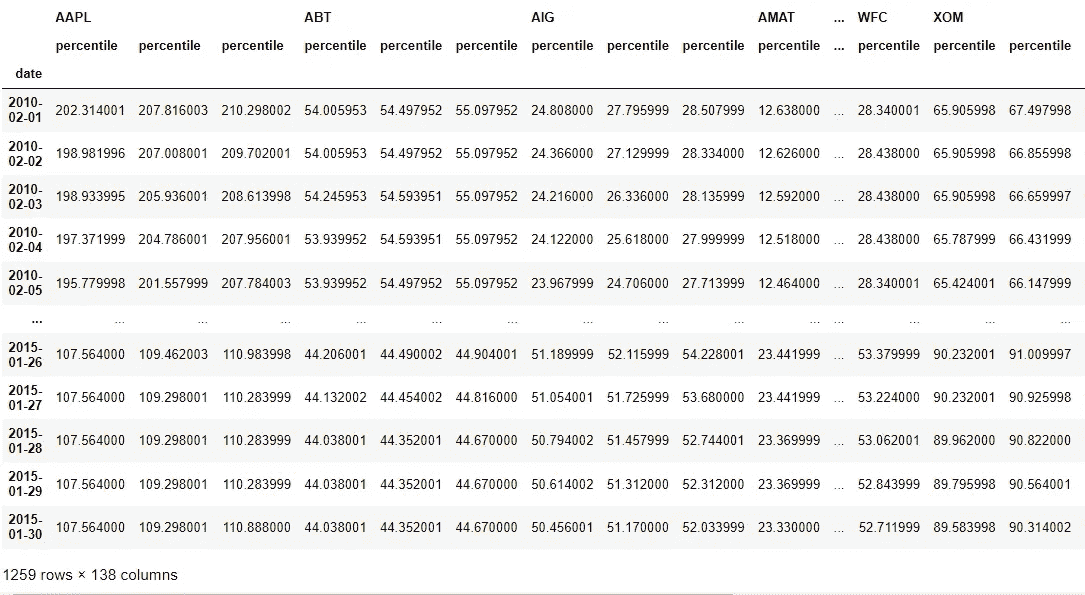 AAPL ABT AIG AMAT ... WFC XOM
percentile percentile percentile percentile percentile percentile percentile percentile percentile percentile ... percentile percentile percentile
date
2010-02-01 202.314001 207.816003 210.298002 54.005953 54.497952 55.097952 24.808000 27.795999 28.507999 12.638000 ... 28.340001 65.905998 67.497998
2010-02-02 198.981996 207.008001 209.702001 54.005953 54.497952 55.097952 24.366000 27.129999 28.334000 12.626000 ... 28.438000 65.905998 66.855998
2010-02-03 198.933995 205.936001 208.613998 54.245953 54.593951 55.097952 24.216000 26.336000 28.135999 12.592000 ... 28.438000 65.905998 66.659997
2010-02-04 197.371999 204.786001 207.956001 53.939952 54.593951 55.097952 24.122000 25.618000 27.999999 12.518000 ... 28.438000 65.787999 66.431999
2010-02-05 195.779998 201.557999 207.784003 53.939952 54.497952 55.097952 23.967999 24.706000 27.713999 12.464000 ... 28.340001 65.424001 66.147999
... ... ... ... ... ... ... ... ... ... ... ... ... ... ...
2015-01-26 107.564000 109.462003 110.983998 44.206001 44.490002 44.904001 51.189999 52.115999 54.228001 23.441999 ... 53.379999 90.232001 91.009997
2015-01-27 107.564000 109.298001 110.283999 44.132002 44.454002 44.816000 51.054001 51.725999 53.680000 23.441999 ... 53.224000 90.232001 90.925998
2015-01-28 107.564000 109.298001 110.283999 44.038001 44.352001 44.670000 50.794002 51.457999 52.744001 23.369999 ... 53.062001 89.962000 90.822000
2015-01-29 107.564000 109.298001 110.283999 44.038001 44.352001 44.670000 50.614002 51.312000 52.312000 23.369999 ... 52.843999 89.795998 90.564001
2015-01-30 107.564000 109.298001 110.888000 44.038001 44.352001 44.670000 50.456001 51.170000 52.033999 23.330000 ... 52.711999 89.583998 90.314002
1259 rows × 138 columns